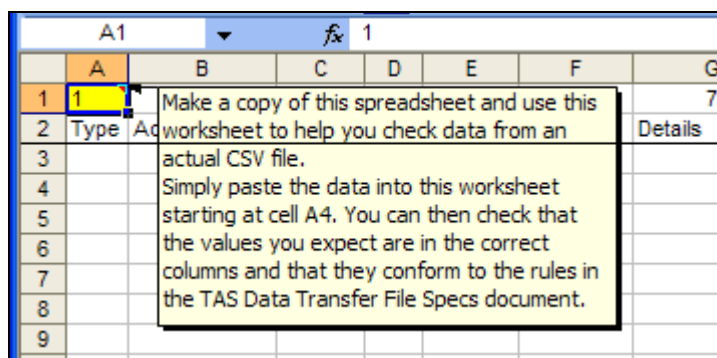 A1 fx 1
A B C D E F G
1 1 7
2 Type Details
Make a copy of this spreadsheet and use this
worksheet to help you check data from an
3 actual CSV file.
4 Simply paste the data into this worksheet
5 starting at cell A4. You can then check that
6 the values you expect are in the correct
7 columns and that they conform to the rules in
8 the TAS Data Transfer File Specs document.
9